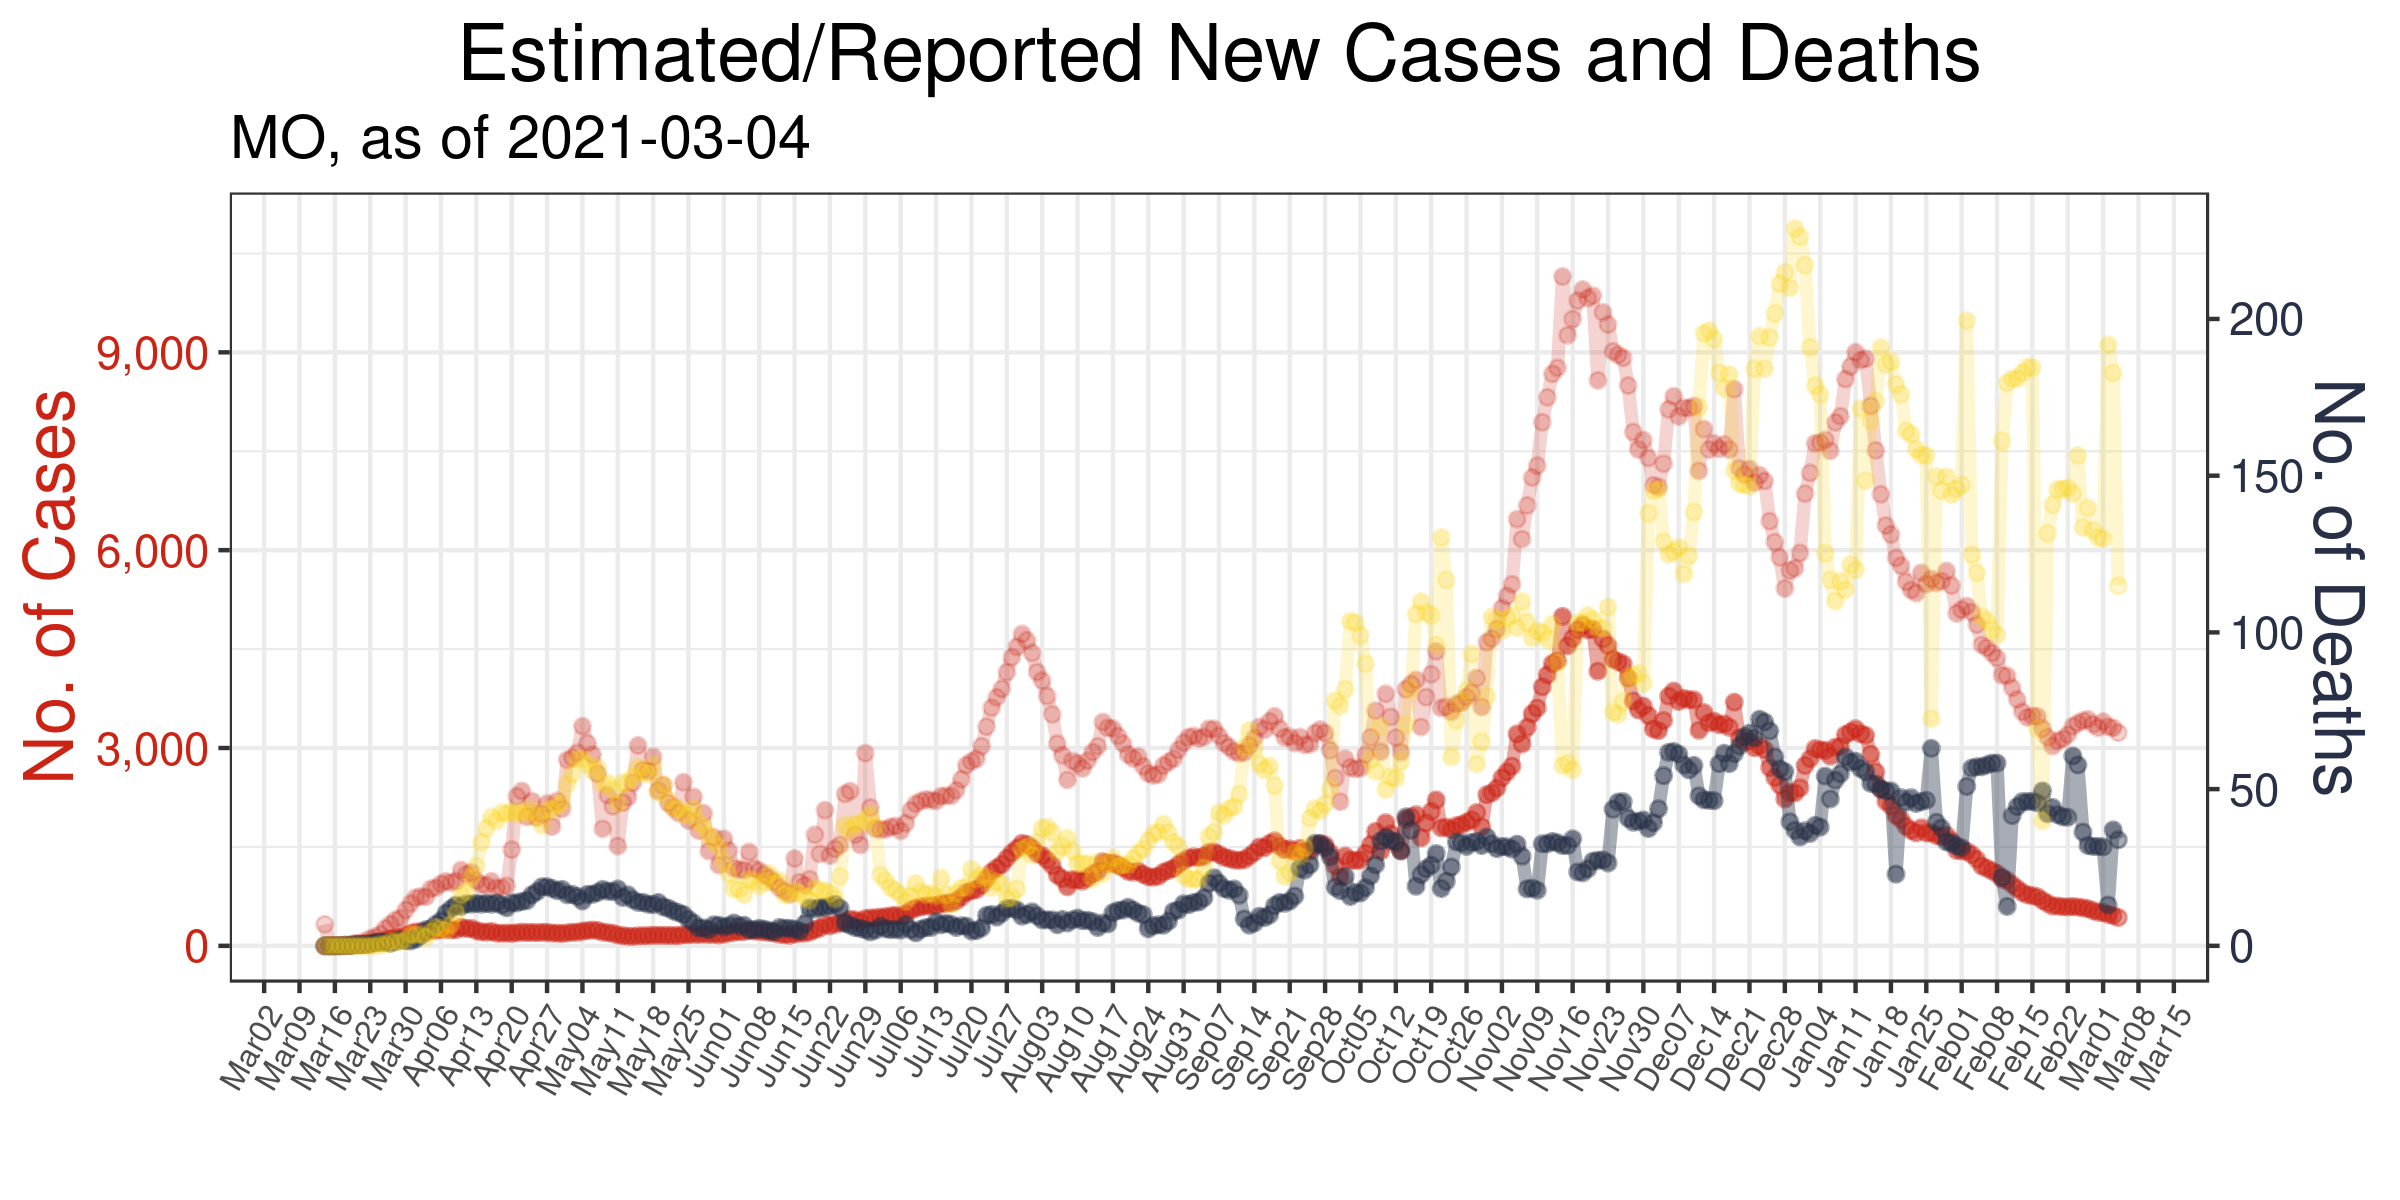 Estimated/Reported New Cases and Deaths
MO, as of 2021-03-04
No. of Cases
9,000
6,000
3,000
0
No. of Deaths
200
150
100
50
0
Mar02
Mar09
Mar16
Mar23
Mar30
Apr06
Apr13
Apr20
Apr27
May04
May11
May18
May25
Jun01
Jun08
Jun15
Jun22
Jun29
Jul06
Jul13
Jul20
Jul27
Aug03
Aug10
Aug17
Aug24
Aug31
Sep07
Sep14
Sep21
Sep28
Oct05
Oct12
Oct19
Oct26
Nov02
Nov09
Nov16
Nov23
Nov30
Dec07
Dec14
Dec21
Dec28
Dec04
Jan11
Jan18
Jan25
Feb01
Feb08
Feb15
Feb22
Mar01
Mar08
Mar15